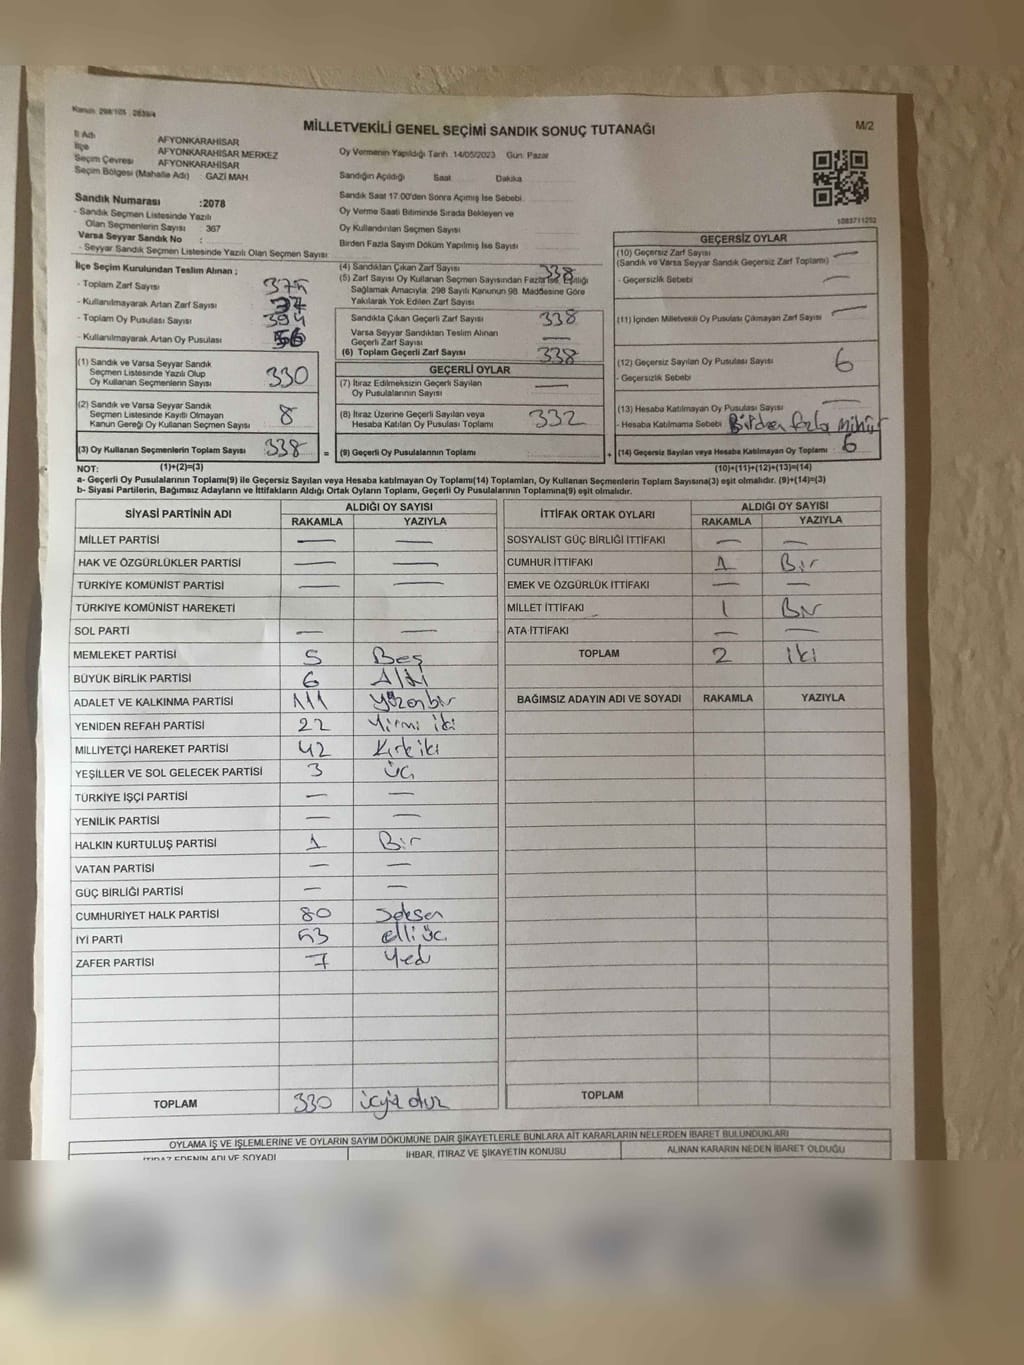 Kanun: 298/105 , 2839/4
MİLLETVEKİLİ GENEL SEÇİMİ SANDIK SONUÇ TUTANAĞI
M/2
İl Adı AFYONKARAHİSAR
İlçe AFYONKARAHİSAR MERKEZ
Seçim Çevresi AFYONKARAHİSAR
Seçim Bölgesi (Mahalle Adı) : GAZİ MAH.
Sandık Numarası :2078
- Sandık Seçmen Listesinde Yazılı
Olan Seçmenlerin Sayısı : 367
Varsa Seyyar Sandık No :
- Seyyar Sandık Seçmen Listesinde Yazılı Olan Seçmen Sayısı
Oy Vermenin Yapıldığı Tarih 14/05/2023 Gün. Pazar
Sandığın Açıldığı Saat Dakika
Sandık Saat 17.00'den Sonra Açımış İse Sebebi
Oy Verme Saati Bitiminde Sırada Bekleyen ve
Oy Kullandırılan Seçmen Sayısı
Birden Fazla Sayım Döküm Yapılmış İse Sayısı
1083711252
İlçe Seçim Kurulundan Teslim Alınan ;
- Toplam Zarf Sayısı
- Kullanılmayarak Artan Zarf Sayısı
- Toplam Oy Pusulası Sayısı 394
- Kullanılmayarak Artan Oy Pusulası 56
(1) Sandık ve Varsa Seyyar Sandık
Seçmen Listesinde Yazılı Olup
Oy Kullanan Seçmenlerin Sayısı 330
(2) Sandık ve Varsa Seyyar Sandık
Seçmen Listesinde Kayıtlı Olmayan
Kanun Gereği Oy Kullanan Seçmen Sayısı 8
(3) Oy Kullanan Seçmenlerin Toplam Sayısı 338 =
(4) Sandıktan Çıkan Zarf Sayısı 338
(5) Zarf Sayısı Oy Kullanan Seçmen Sayısından Fazla İse, Eşitliği
Sağlamak Amacıyla, 298 Sayılı Kanunun 98. Maddesine Göre
Yakılarak Yok Edilen Zarf Sayısı
Sandıkta Çıkan Geçerli Zarf Sayısı 338
Varsa Seyyar Sandıktan Teslim Alınan
Geçerli Zarf Sayısı —
(6) Toplam Geçerli Zarf Sayısı 338
GEÇERLİ OYLAR
(7) İtiraz Edilmeksizin Geçerli Sayılan
Oy Pusulalarının Sayısı —
(8) İtiraz Üzerine Geçerli Sayılan veya
Hesaba Katılan Oy Pusulası Toplamı 332
(9) Geçerli Oy Pusulalarının Toplamı +
GEÇERSİZ OYLAR
(10) Geçersiz Zarf Sayısı —
(Sandık ve Varsa Seyyar Sandık Geçersiz Zarf Toplamı)
- Geçersizlik Sebebi —
(11) İçinden Milletvekili Oy Pusulası Çıkmayan Zarf Sayısı —
(12) Geçersiz Sayılan Oy Pusulası Sayısı 6
- Geçersizlik Sebebi
(13) Hesaba Katılmayan Oy Pusulası Sayısı —
- Hesaba Katılmama Sebebi Birden fazla mühür
(14) Geçersiz Sayılan veya Hesaba Katılmayan Oy Toplamı 6
NOT: (1)+(2)=(3) (10)+(11)+(12)+(13)=(14)
a- Geçerli Oy Pusulalarının Toplamı(9) ile Geçersiz Sayılan veya Hesaba katılmayan Oy Toplamı(14) Toplamları, Oy Kullanan Seçmenlerin Toplam Sayısına(3) eşit olmalıdır. (9)+(14)=(3)
b- Siyasi Partilerin, Bağımsız Adayların ve İttifakların Aldığı Ortak Oyların Toplamı, Geçerli Oy Pusulalarının Toplamına(9) eşit olmalıdır.
SİYASİ PARTİNİN ADI ALDIĞI OY SAYISI
RAKAMLA YAZIYLA
MİLLET PARTİSİ — —
HAK VE ÖZGÜRLÜKLER PARTİSİ — —
TÜRKİYE KOMÜNİST PARTİSİ — —
TÜRKİYE KOMÜNİST HAREKETİ
SOL PARTİ — —
MEMLEKET PARTİSİ 5 Beş
BÜYÜK BİRLİK PARTİSİ 6 Altı
ADALET VE KALKINMA PARTİSİ 111 Yüzonbir
YENİDEN REFAH PARTİSİ 22 Yirmi iki
MİLLİYETÇİ HAREKET PARTİSİ 42 Kırk iki
YEŞİLLER VE SOL GELECEK PARTİSİ 3 üç
TÜRKİYE İŞÇİ PARTİSİ — —
YENİLİK PARTİSİ — —
HALKIN KURTULUŞ PARTİSİ 1 Bir
VATAN PARTİSİ — —
GÜÇ BİRLİĞİ PARTİSİ — —
CUMHURİYET HALK PARTİSİ 80 Seksen
İYİ PARTİ 53 elli üç
ZAFER PARTİSİ 7 Yedi
TOPLAM 330 üçyüz otuz
İTTİFAK ORTAK OYLARI ALDIĞI OY SAYISI
RAKAMLA YAZIYLA
SOSYALİST GÜÇ BİRLİĞİ İTTİFAKI — —
CUMHUR İTTİFAKI 1 Bir
EMEK VE ÖZGÜRLÜK İTTİFAKI — —
MİLLET İTTİFAKI 1 Bir
ATA İTTİFAKI — —
TOPLAM 2 iki
BAĞIMSIZ ADAYIN ADI VE SOYADI RAKAMLA YAZIYLA
TOPLAM
OYLAMA İŞ VE İŞLEMLERİNE VE OYLARIN SAYIM DÖKÜMÜNE DAİR ŞİKAYETLERLE BUNLARA AİT KARARLARIN NELERDEN İBARET BULUNDUKLARI
İTİRAZ EDENİN ADI VE SOYADI İHBAR, İTİRAZ VE ŞİKAYETİN KONUSU ALINAN KARARIN NEDEN İBARET OLDUĞU